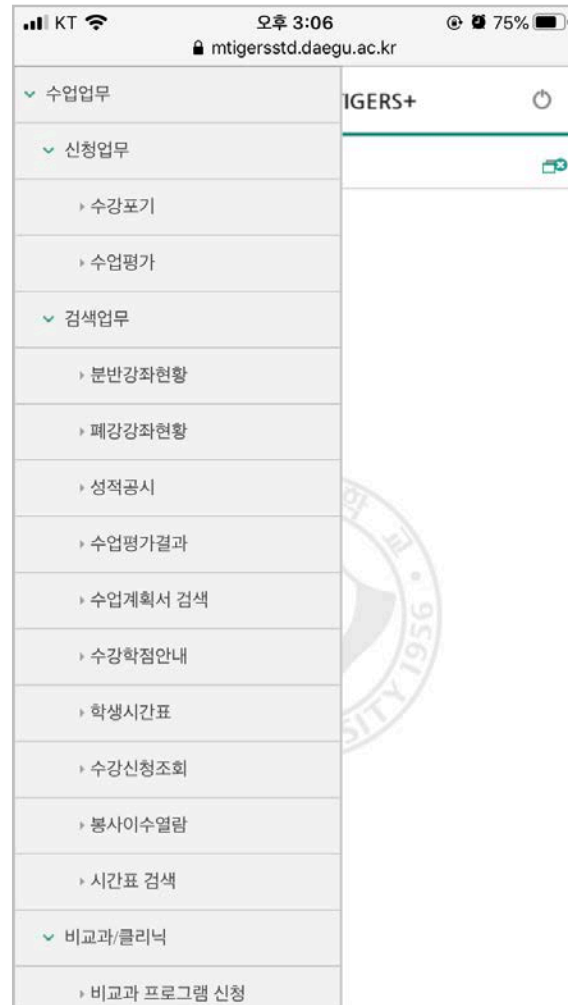 KT 오후 3:06 75%
mtigersstd.daegu.ac.kr
수업업무
TIGERS+
신청업무
수강포기
수업평가
검색업무
분반강좌현황
폐강강좌현황
성적공시
수업평가결과
수업계획서 검색
수강학점안내
학생시간표
수강신청조회
봉사이수열람
시간표 검색
비교과/클리닉
비교과 프로그램 신청
학 교 • 1956